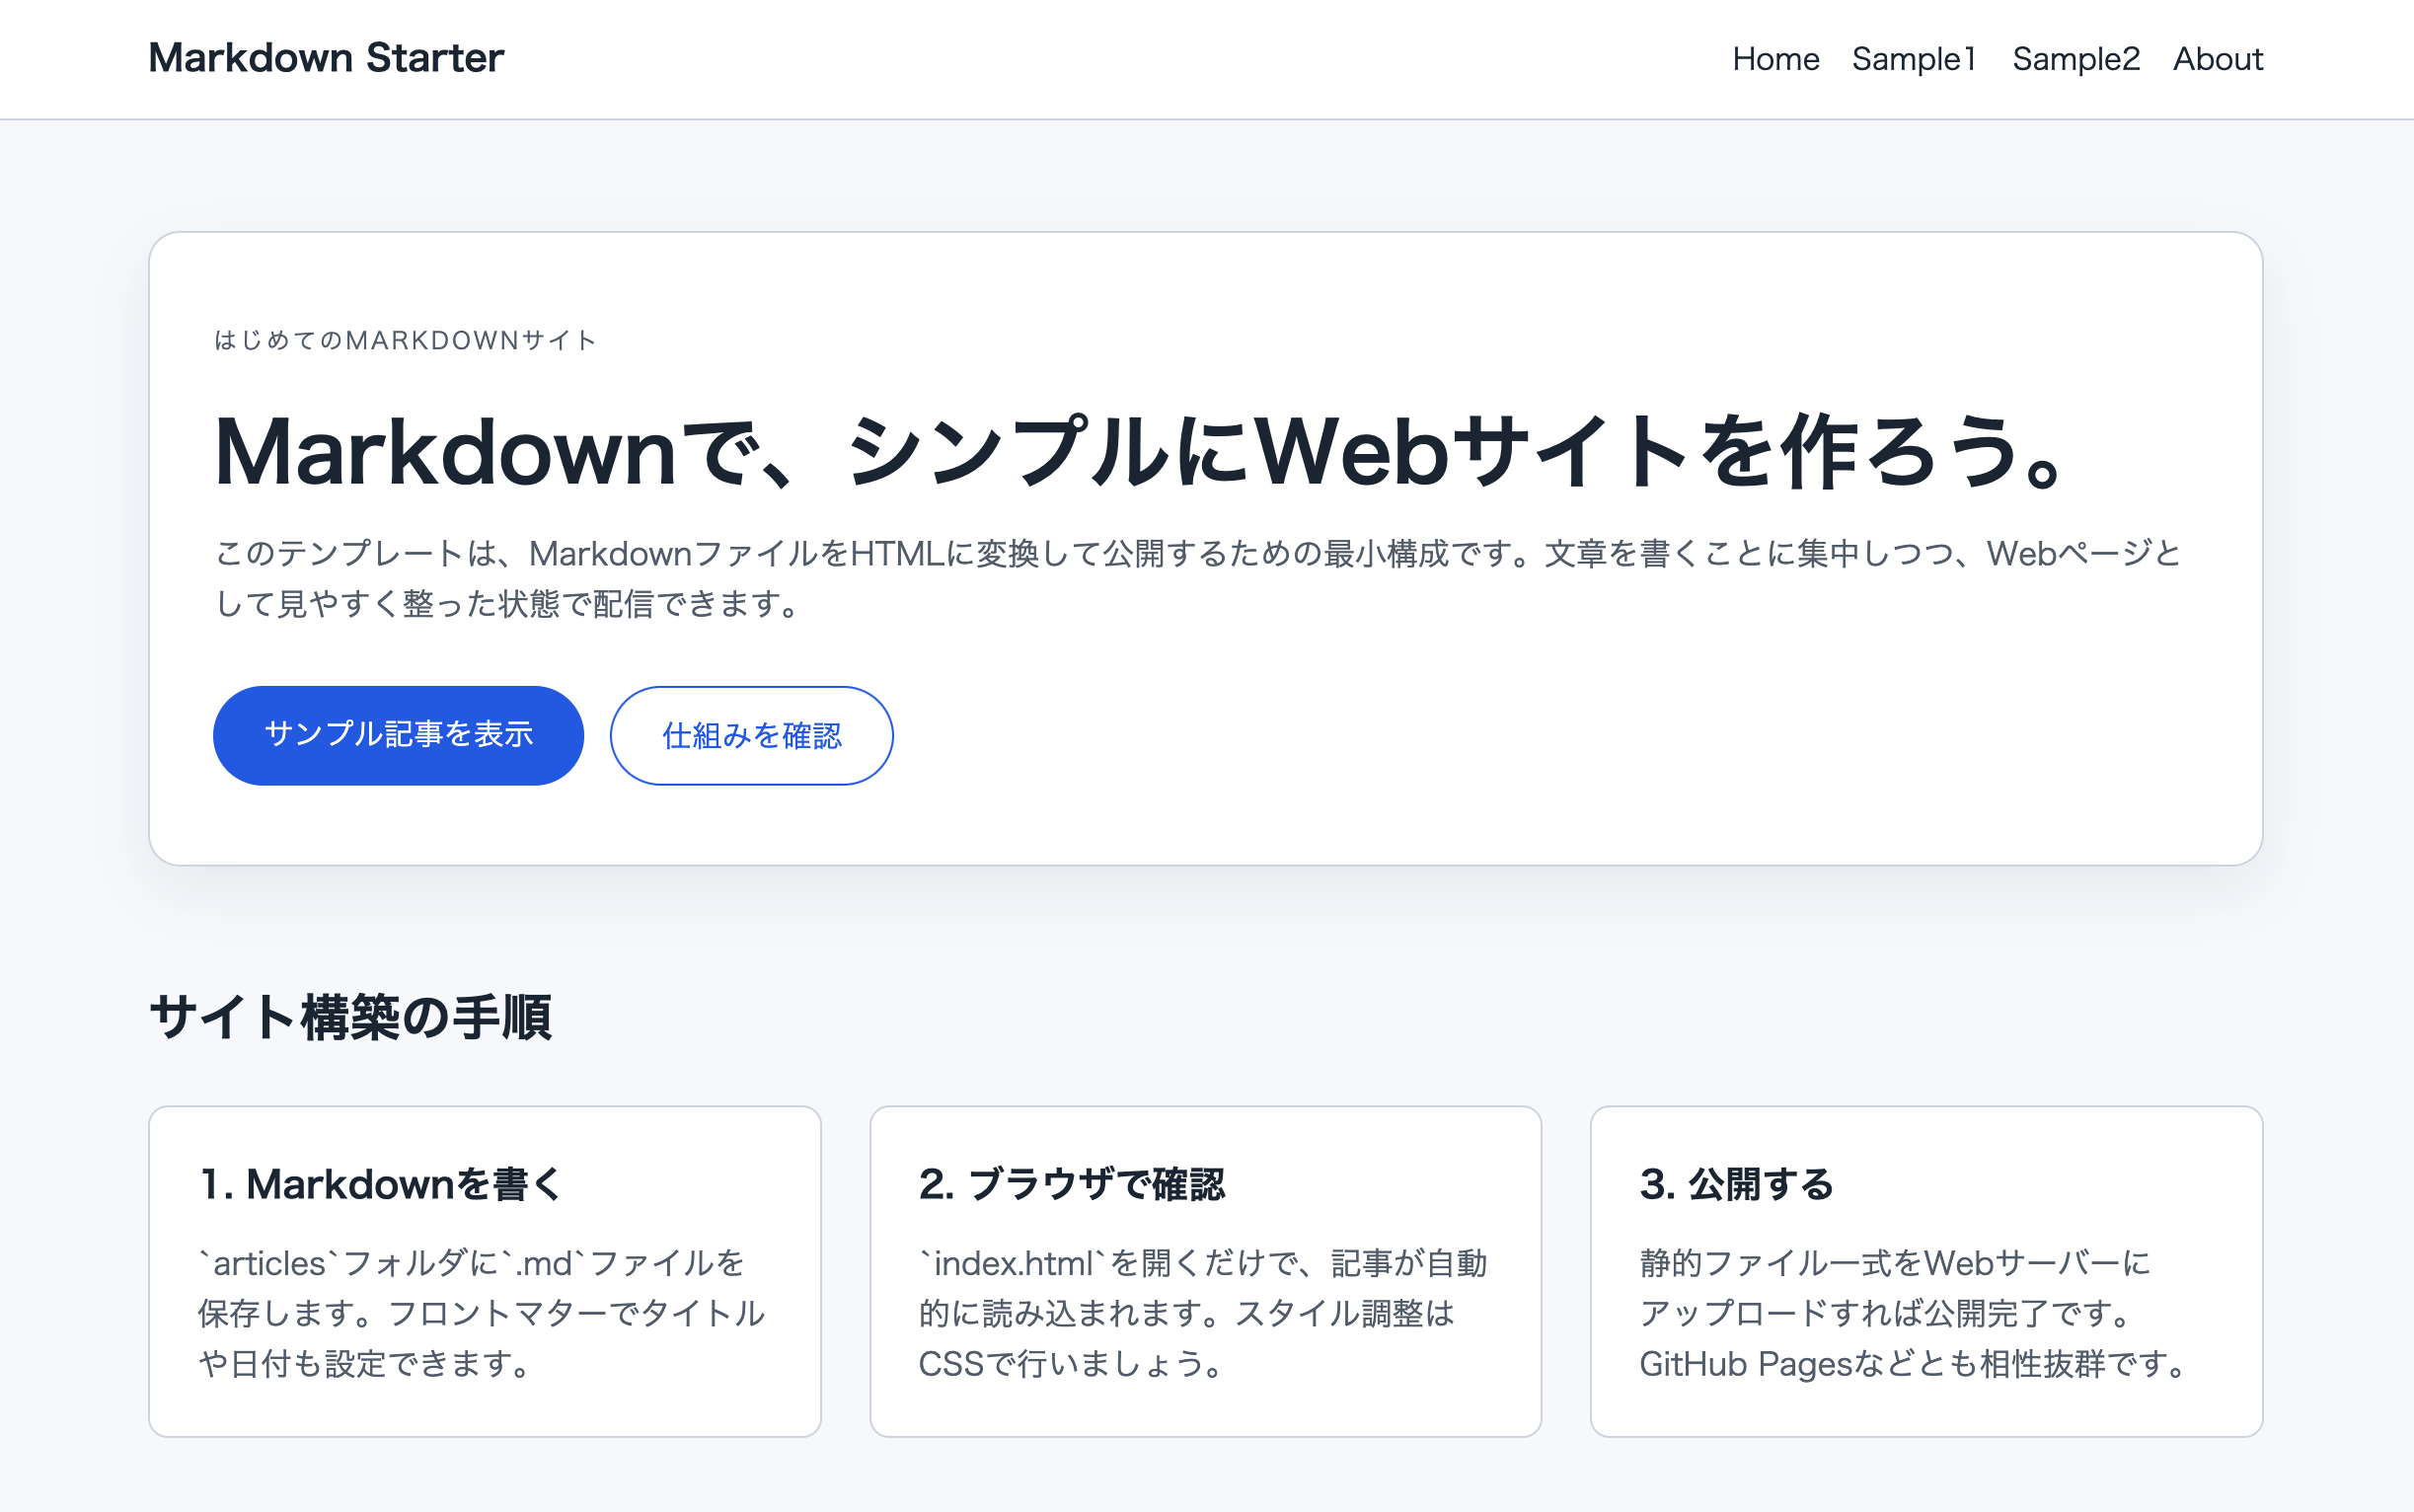 Markdown Starter
Home Sample1 Sample2 About
はじめてのMARKDOWNサイト
Markdownで、シンプルにWebサイトを作ろう。
このテンプレートは、MarkdownファイルをHTMLに変換して公開するための最小構成です。文章を書くことに集中しつつ、Webページと
して見やすく整った状態で配信できます。
サンプル記事を表示 仕組みを確認
サイト構築の手順
1. Markdownを書く
`articles`フォルダに`.md`ファイルを
保存します。フロントマターでタイトル
や日付も設定できます。
2. ブラウザで確認
`index.html`を開くだけで、記事が自動
的に読み込まれます。スタイル調整は
CSSで行いましょう。
3. 公開する
静的ファイル一式をWebサーバーに
アップロードすれば公開完了です。
GitHub Pagesなどとも相性抜群です。